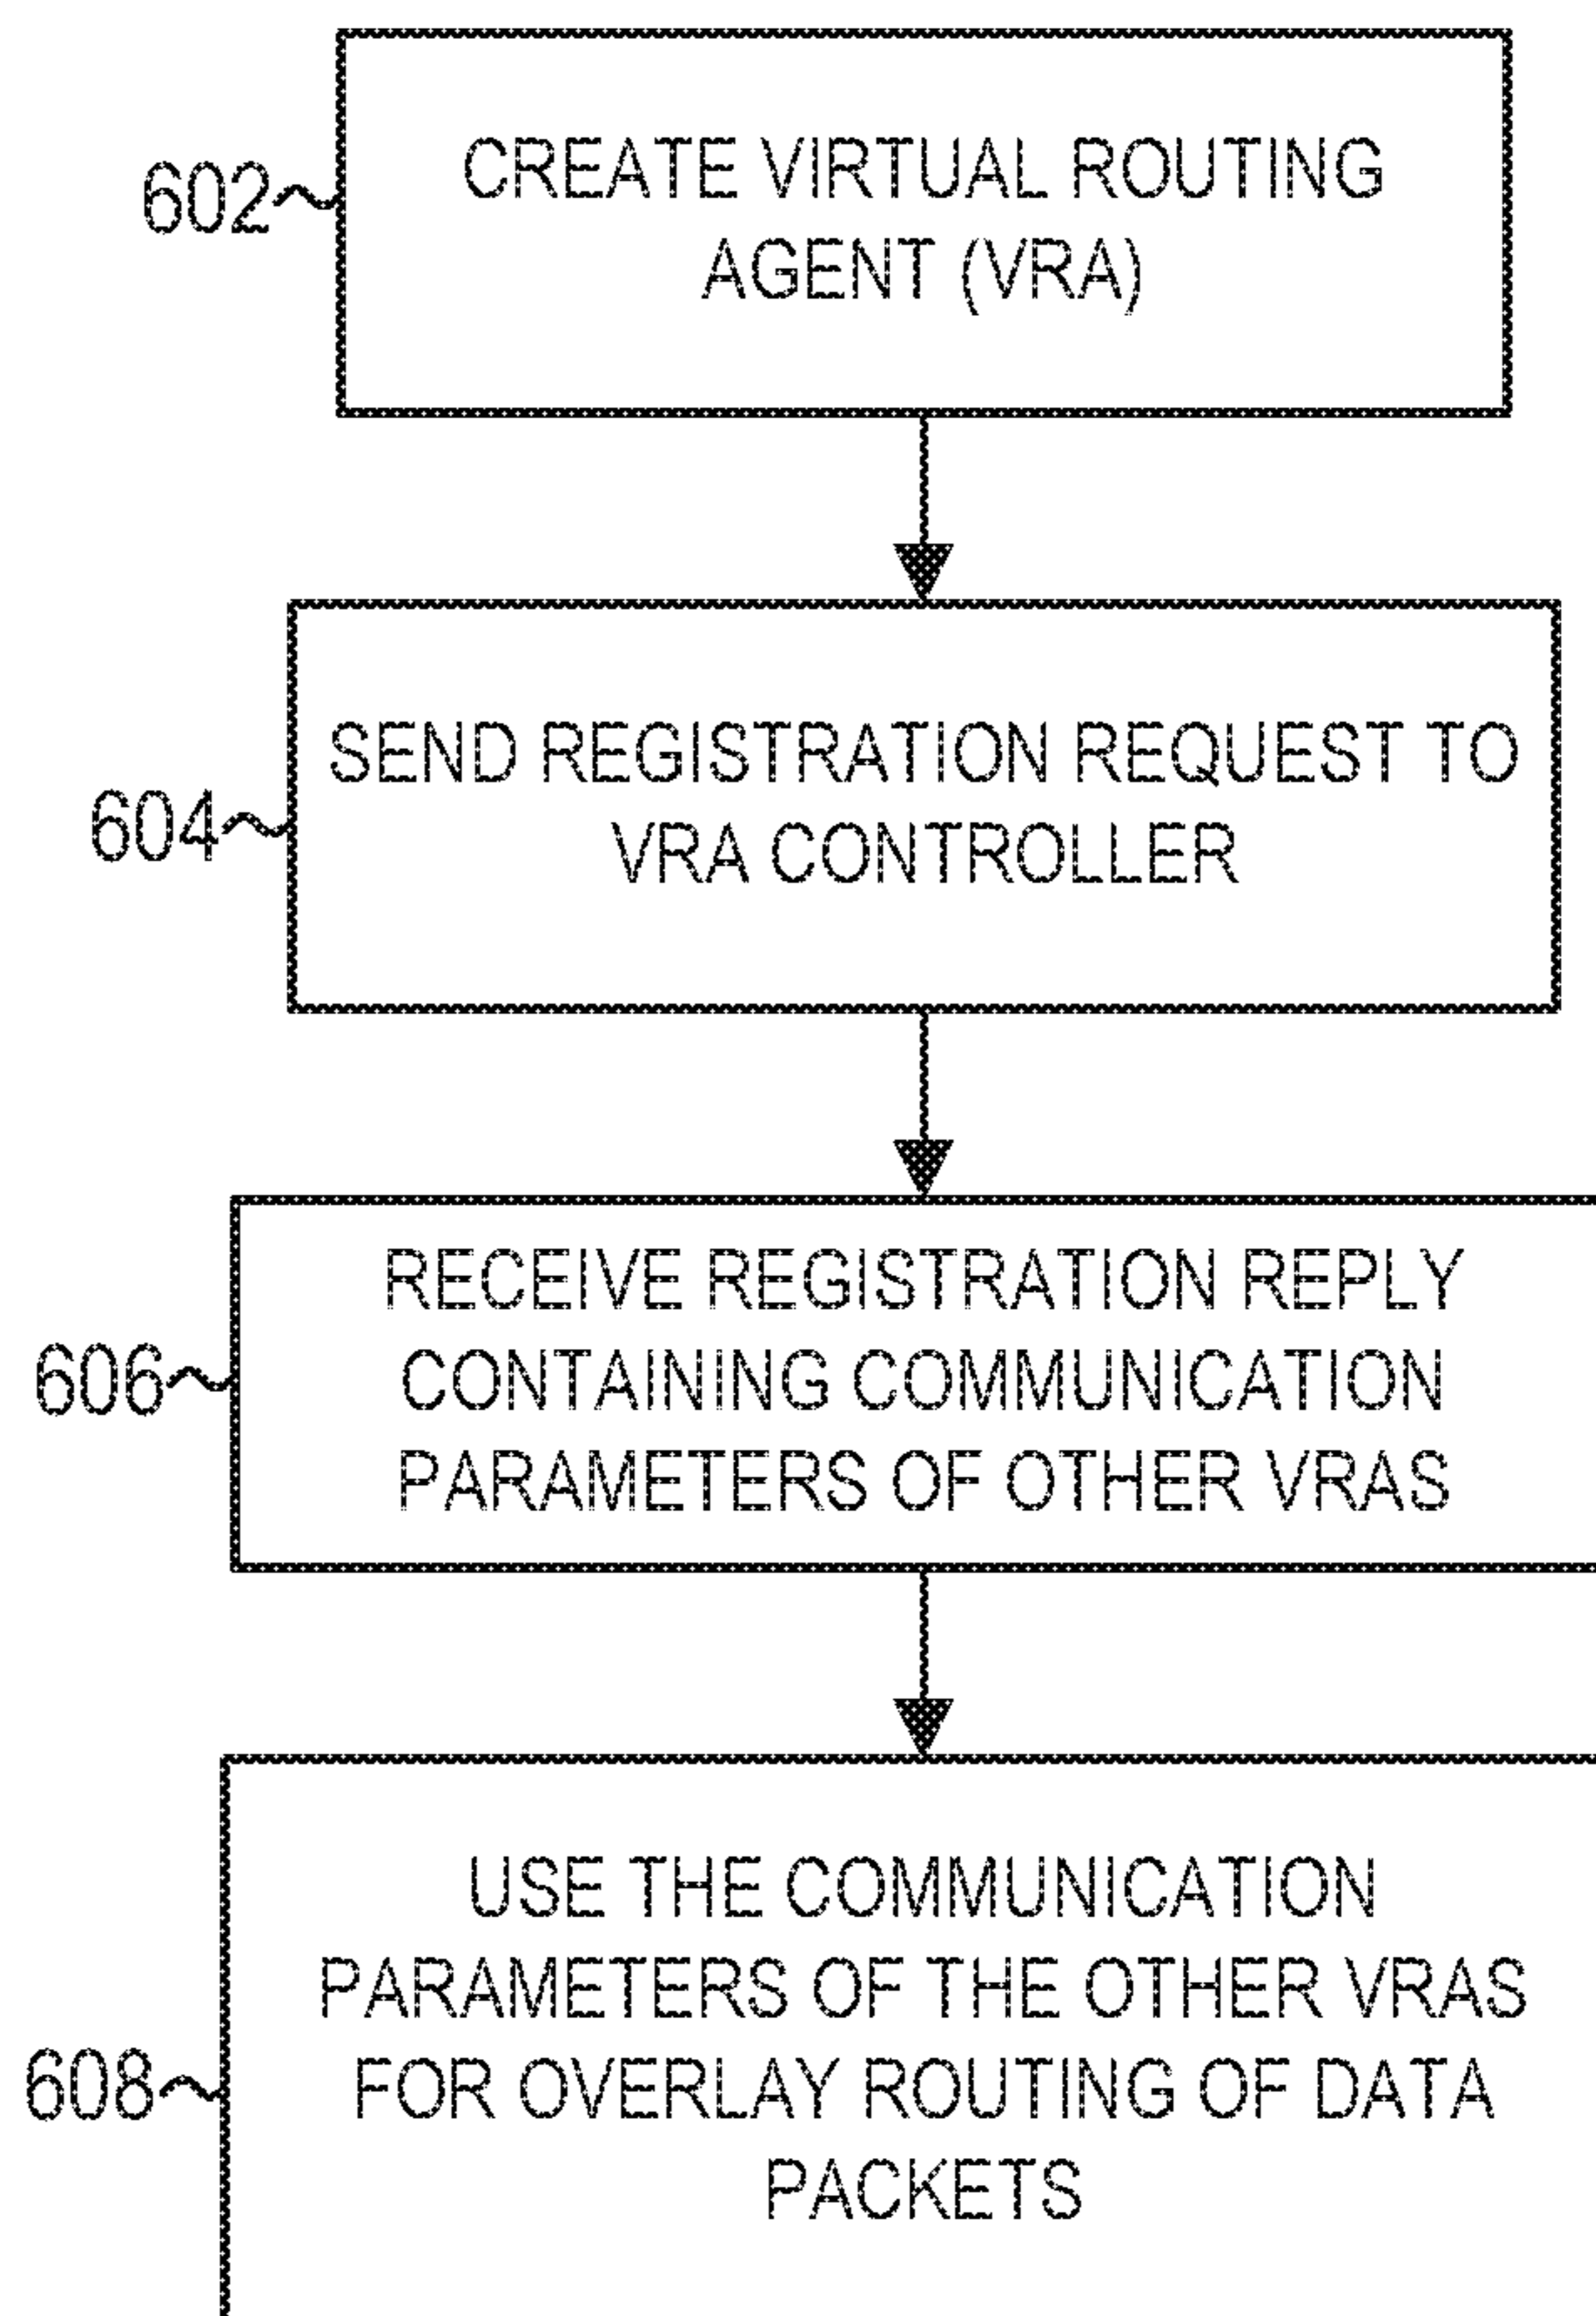 602
CREATE VIRTUAL ROUTING
AGENT (VRA)
604
SEND REGISTRATION REQUEST TO
VRA CONTROLLER
606
RECEIVE REGISTRATION REPLY
CONTAINING COMMUNICATION
PARAMETERS OF OTHER VRAS
608
USE THE COMMUNICATION
PARAMETERS OF THE OTHER VRAS
FOR OVERLAY ROUTING OF DATA
PACKETS